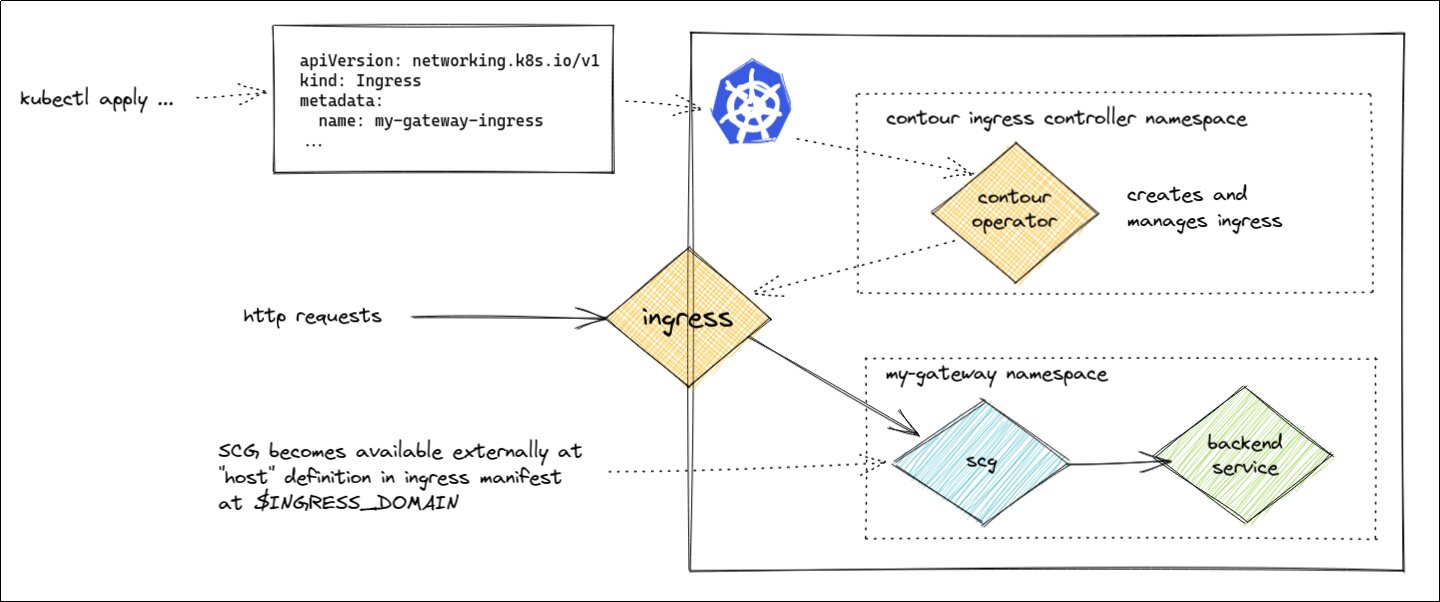 kubectl apply ...
apiVersion: networking.k8s.io/v1
kind: Ingress
metadata:
  name: my-gateway-ingress
...
contour ingress controller namespace
contour
operator
creates and
manages ingress
http requests
ingress
my-gateway namespace
SCG becomes available externally at
"host" definition in ingress manifest
at $INGRESS_DOMAIN
scg
backend
service